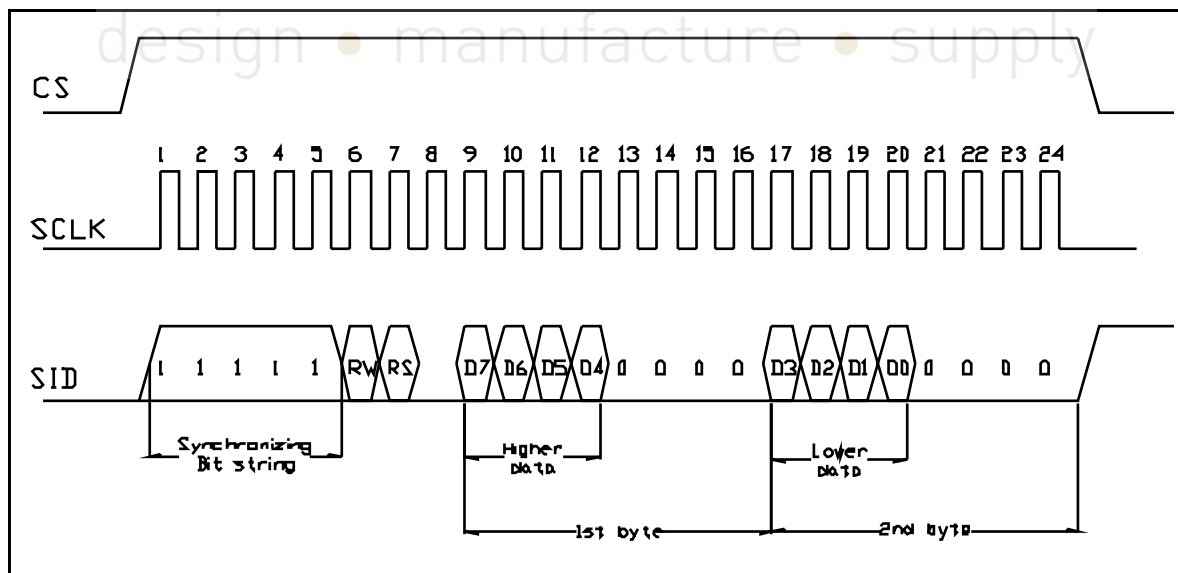 design • manufacture • supply
CS
1 2 3 4 5 6 7 8 9 10 11 12 13 14 15 16 17 18 19 20 21 22 23 24
SCLK
SID 1 1 1 1 1 RW RS D7 D6 D5 D4 0 0 0 0 D3 D2 D1 D0 0 0 0 0
Synchronizing
Bit string
Higher
data
Lower
data
1st byte
2nd byte